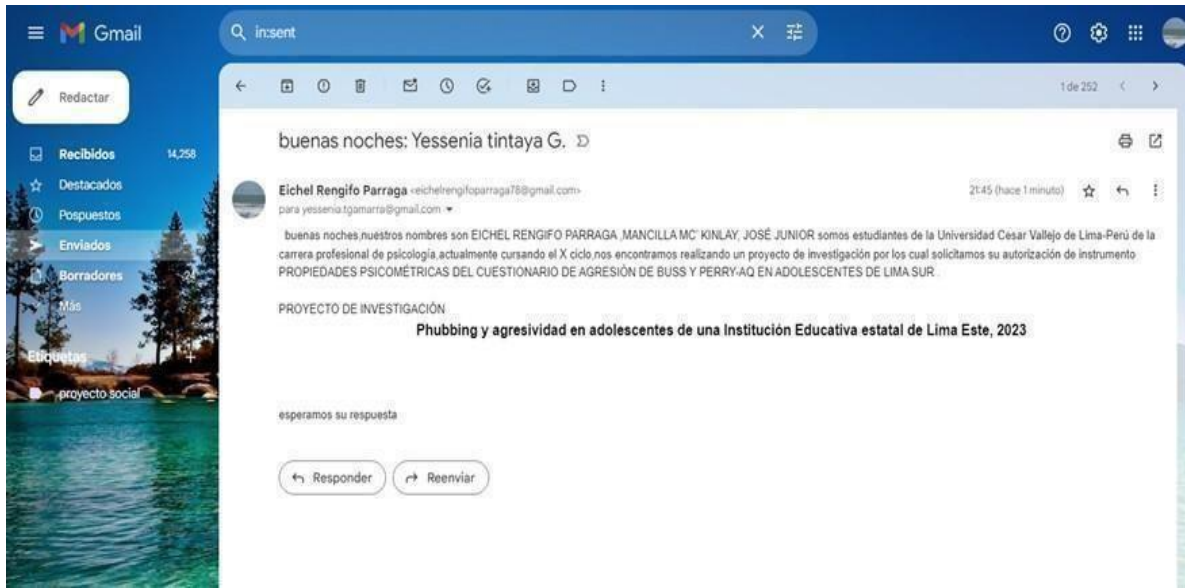 Gmail
in:sent
Redactar
1 de 252
Recibidos 14,258
Destacados
Pospuestos
Enviados
Borradores 24
Más
Etiquetas +
proyecto social
buenas noches: Yessenia tintaya G.
Eichel Rengifo Parraga <eichelrengifoparraga78@gmail.com>
21:45 (hace 1 minuto)
para yessenia.tgamarra@gmail.com
buenas noches,nuestros nombres son EICHEL RENGIFO PARRAGA ,MANCILLA MC' KINLAY, JOSÉ JUNIOR somos estudiantes de la Universidad Cesar Vallejo de Lima-Perú de la
carrera profesional de psicología,actualmente cursando el X ciclo,nos encontramos realizando un proyecto de investigación por los cual solicitamos su autorización de instrumento
PROPIEDADES PSICOMÉTRICAS DEL CUESTIONARIO DE AGRESIÓN DE BUSS Y PERRY-AQ EN ADOLESCENTES DE LIMA SUR .
PROYECTO DE INVESTIGACIÓN
Phubbing y agresividad en adolescentes de una Institución Educativa estatal de Lima Este, 2023
esperamos su respuesta
Responder
Reenviar